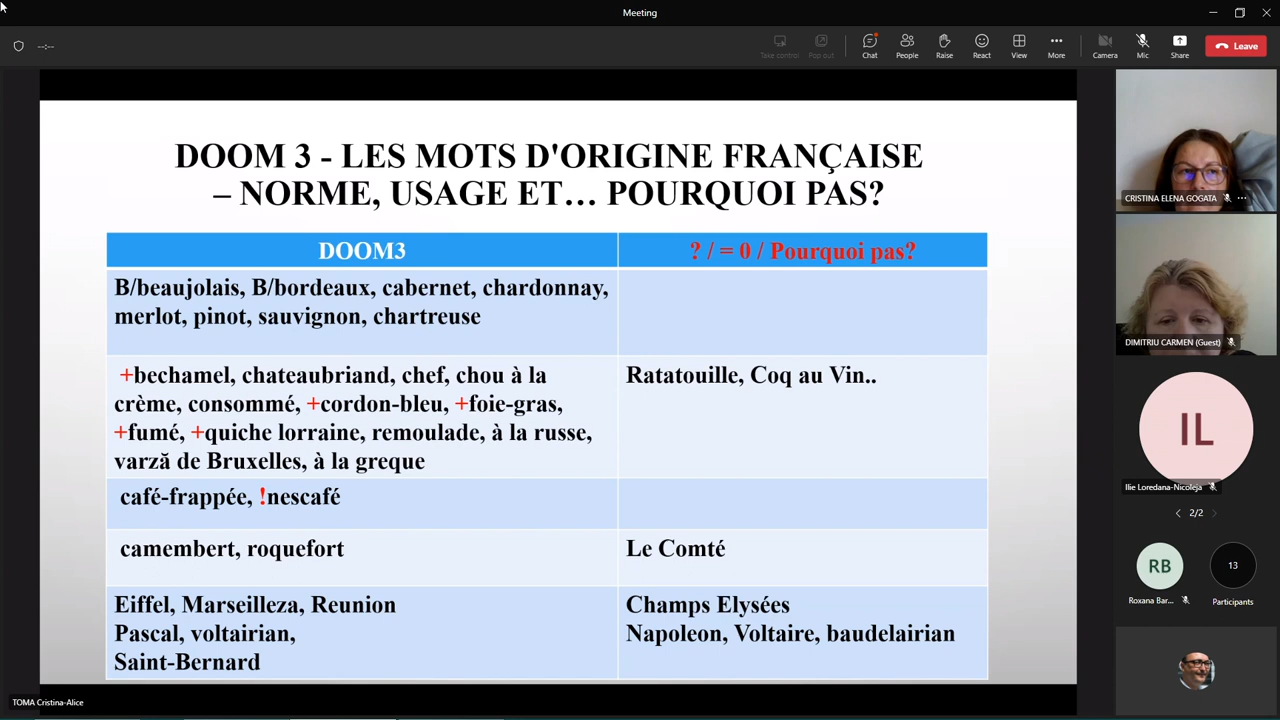 Meeting
--:--
Take control
Pop out
Chat
People
Raise
React
View
More
Camera
Mic
Share
Leave
DOOM 3 - LES MOTS D'ORIGINE FRANÇAISE
– NORME, USAGE ET… POURQUOI PAS?
DOOM3
? / = 0 / Pourquoi pas?
B/beaujolais, B/bordeaux, cabernet, chardonnay,
merlot, pinot, sauvignon, chartreuse
+bechamel, chateaubriand, chef, chou à la
crème, consommé, +cordon-bleu, +foie-gras,
+fumé, +quiche lorraine, remoulade, à la russe,
varză de Bruxelles, à la greque
Ratatouille, Coq au Vin..
café-frappée, !nescafé
camembert, roquefort
Le Comté
Eiffel, Marseilleza, Reunion
Pascal, voltairian,
Saint-Bernard
Champs Elysées
Napoleon, Voltaire, baudelairian
CRISTINA ELENA GOGATA
DIMITRIU CARMEN (Guest)
IL
Ilie Loredana-Nicoleja
2/2
RB
Roxana Bar...
13
Participants
TOMA Cristina-Alice